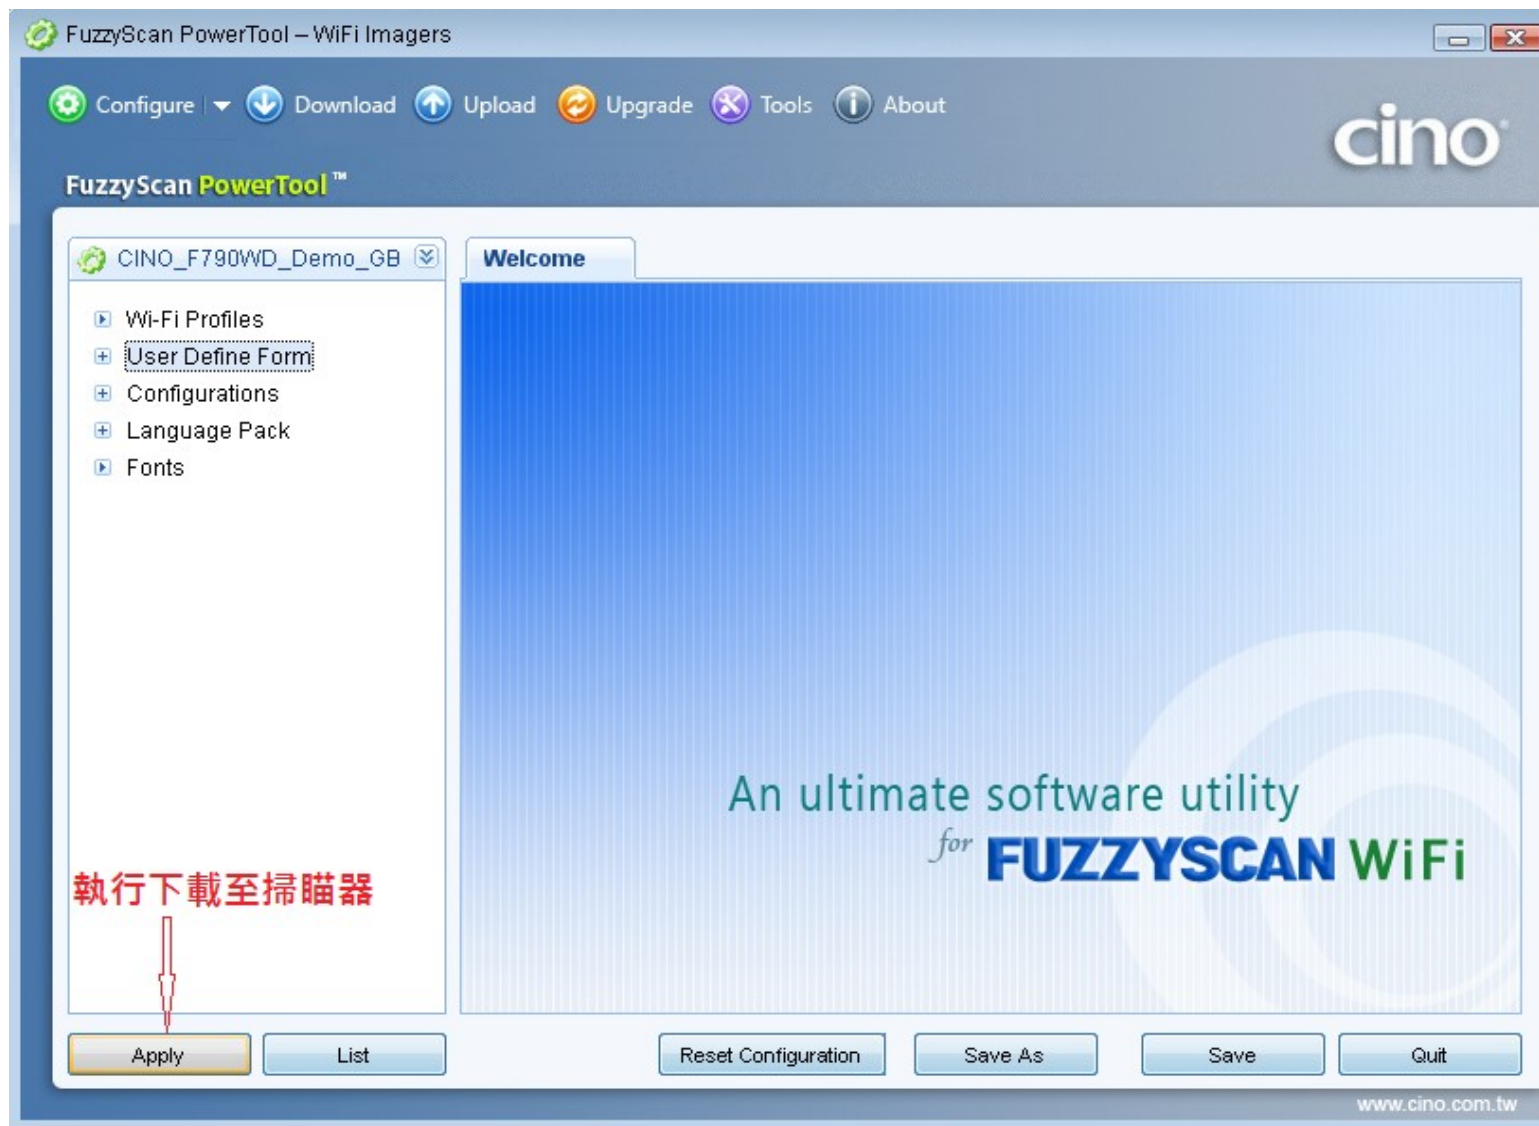 FuzzyScan PowerTool – WiFi Imagers
Configure Download Upload Upgrade Tools About
cino
FuzzyScan PowerTool™
CINO_F790WD_Demo_GB
Welcome
Wi-Fi Profiles
User Define Form
Configurations
Language Pack
Fonts
An ultimate software utility
for FUZZYSCAN WiFi
執行下載至掃瞄器
Apply List Reset Configuration Save As Save Quit
www.cino.com.tw